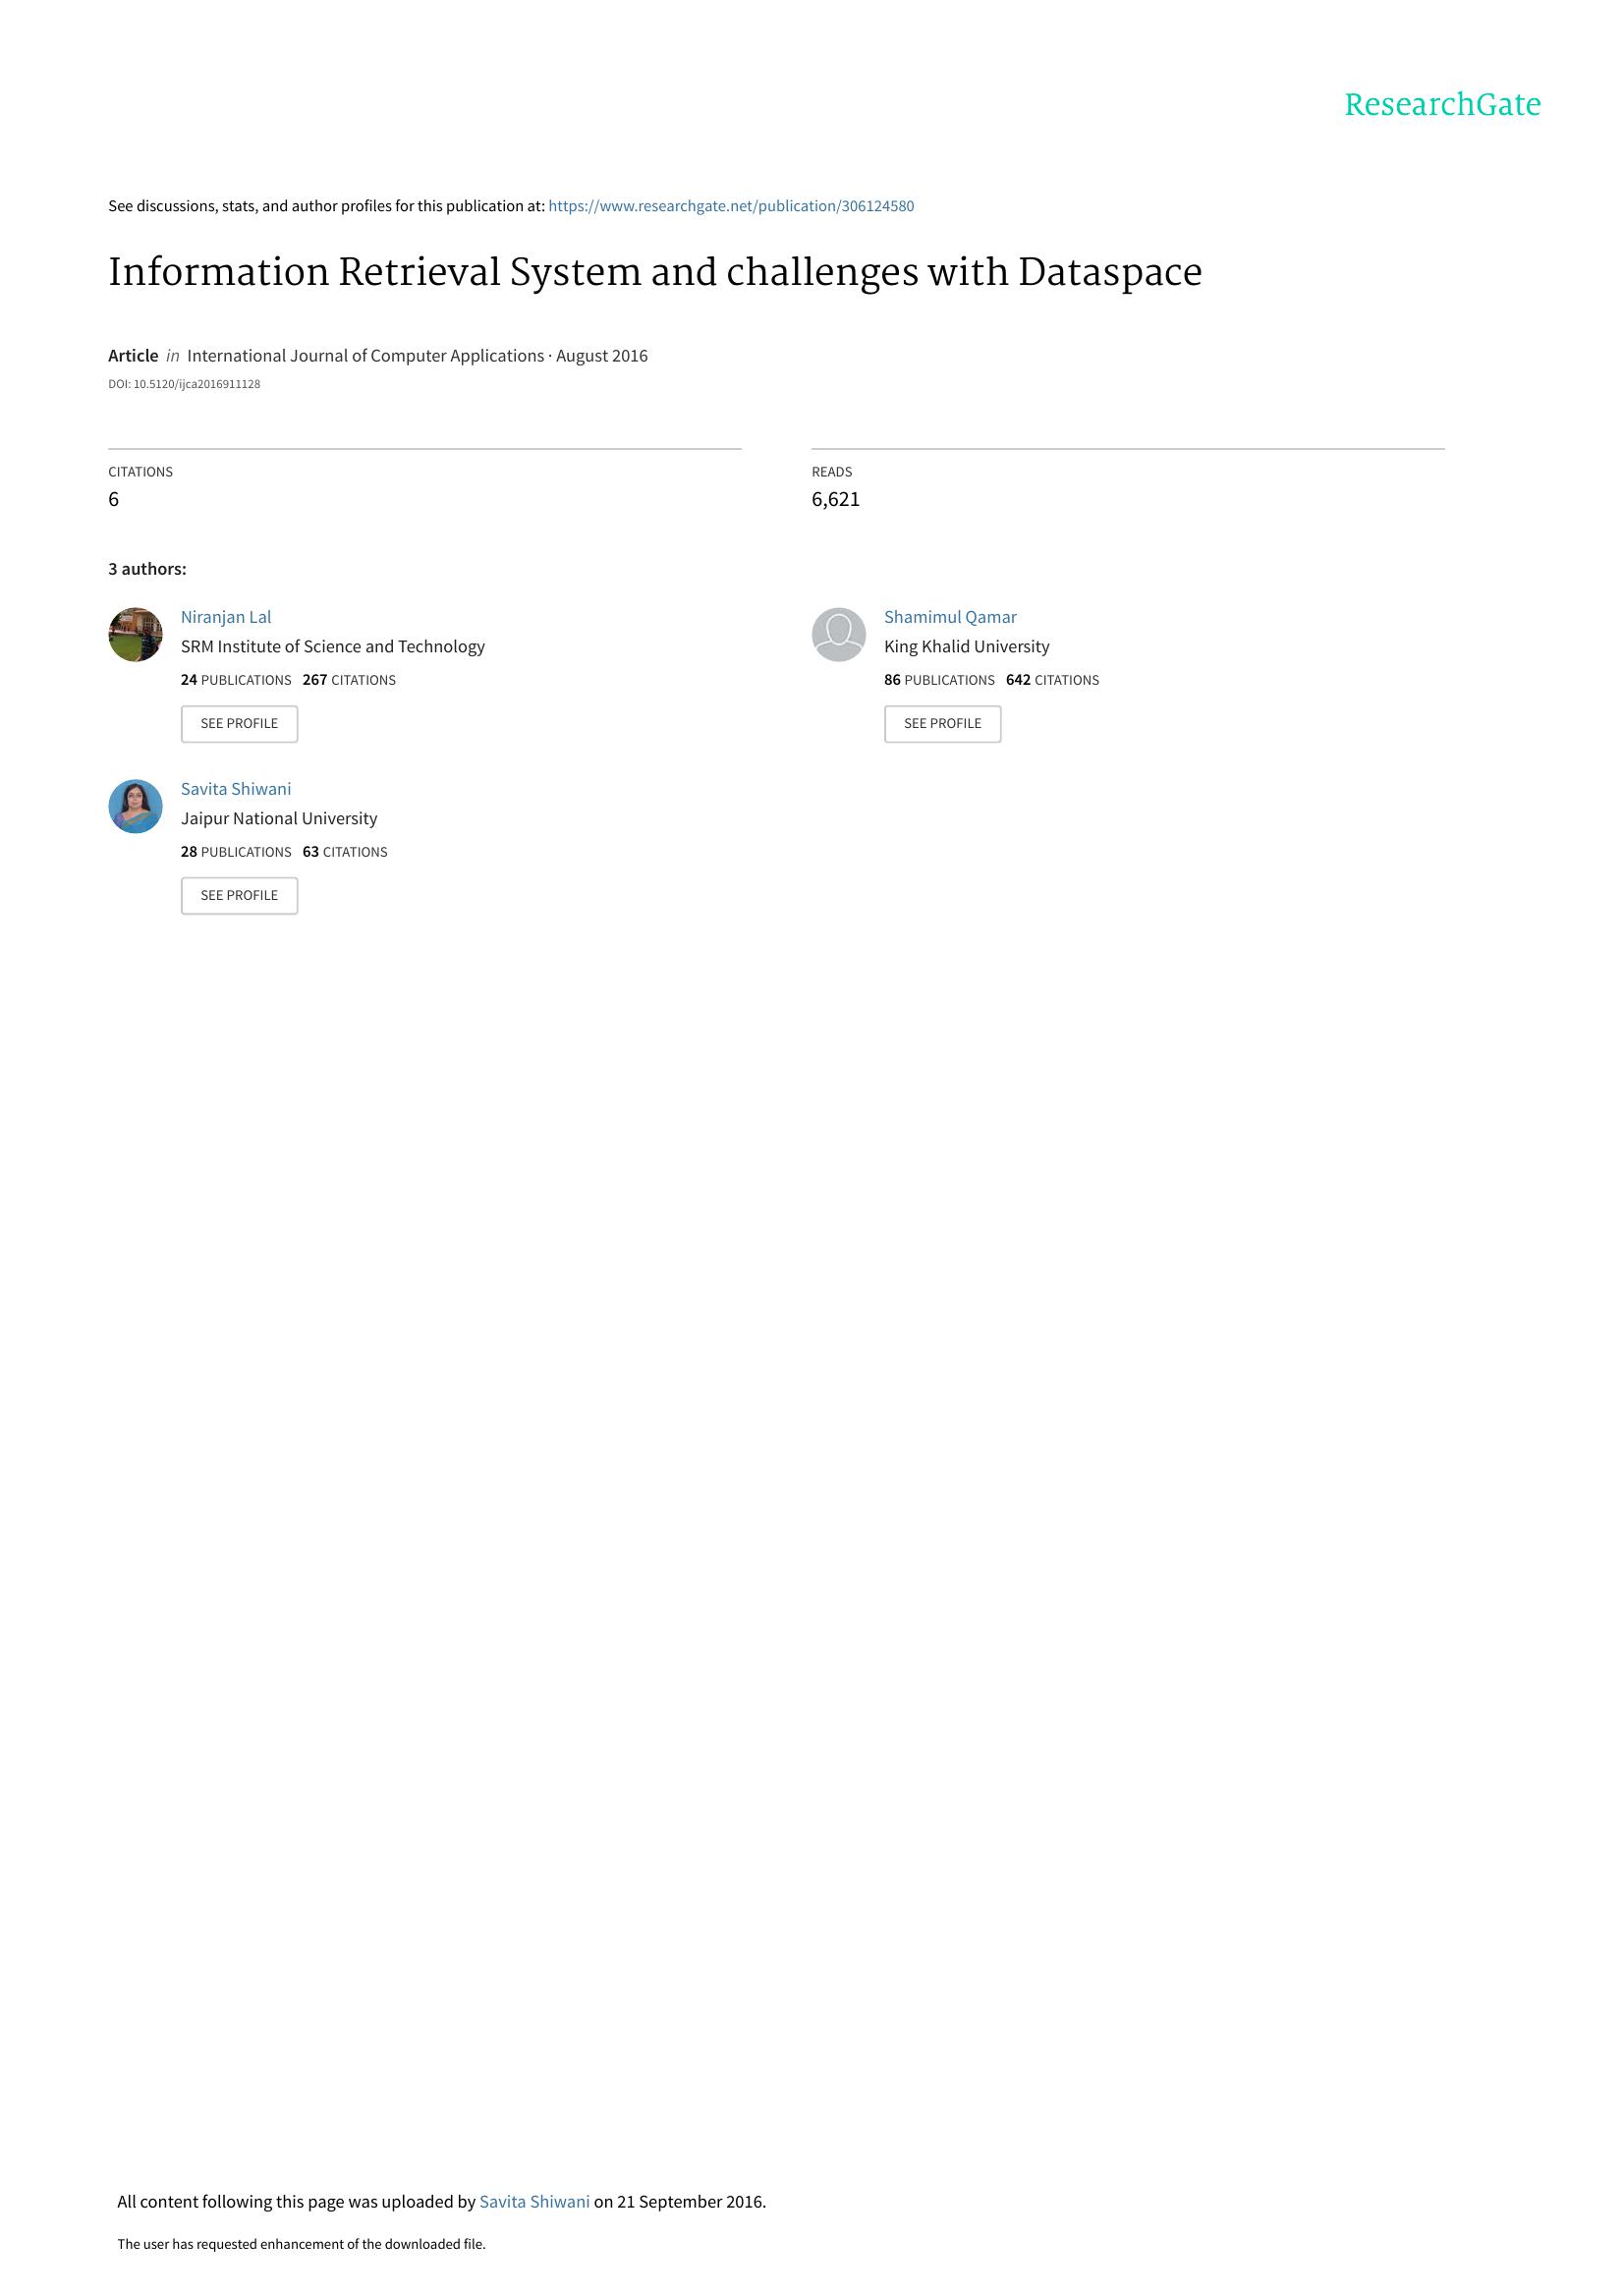 ResearchGate
See discussions, stats, and author profiles for this publication at: https://www.researchgate.net/publication/306124580
Information Retrieval System and challenges with Dataspace
Article in International Journal of Computer Applications · August 2016
DOI: 10.5120/ijca2016911128
CITATIONS
6
READS
6,621
3 authors:
Niranjan Lal
SRM Institute of Science and Technology
24 PUBLICATIONS 267 CITATIONS
SEE PROFILE
Shamimul Qamar
King Khalid University
86 PUBLICATIONS 642 CITATIONS
SEE PROFILE
Savita Shiwani
Jaipur National University
28 PUBLICATIONS 63 CITATIONS
SEE PROFILE
All content following this page was uploaded by Savita Shiwani on 21 September 2016.
The user has requested enhancement of the downloaded file.